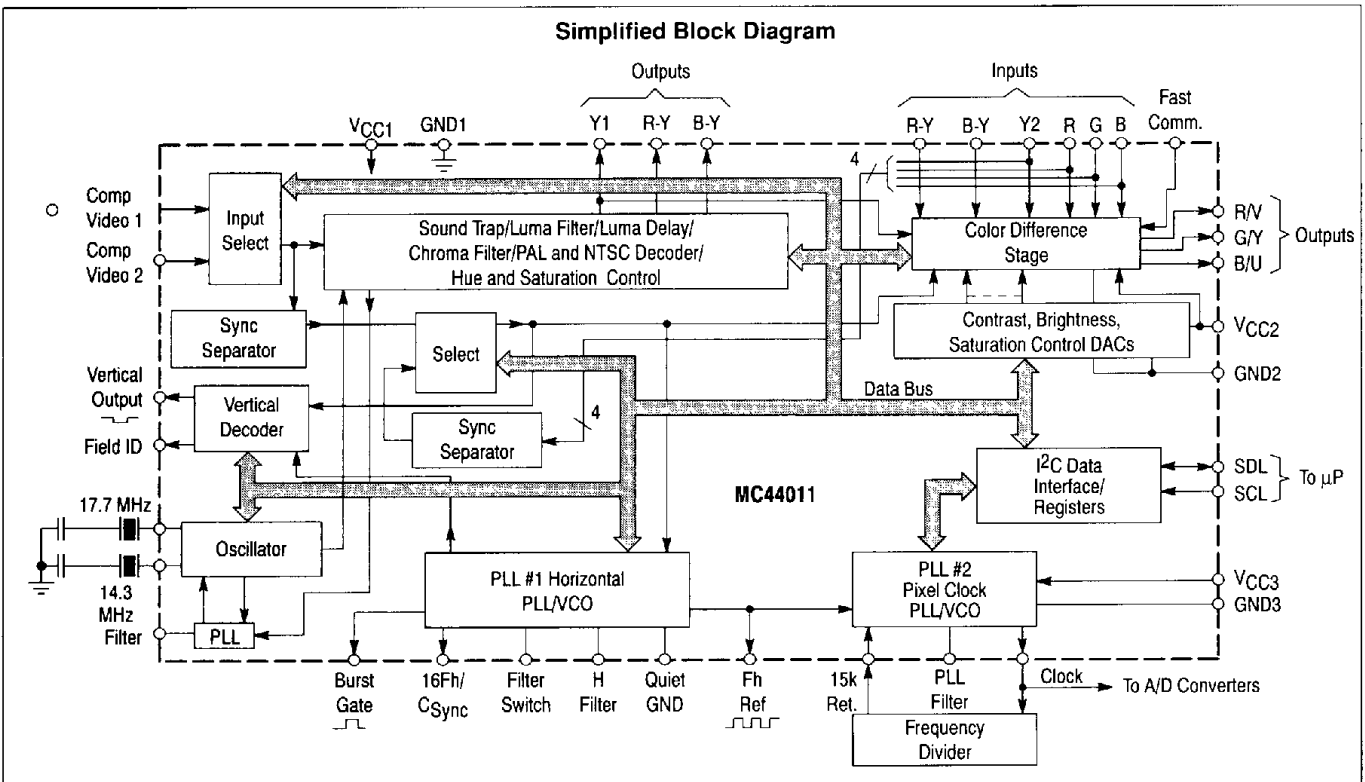 Simplified Block Diagram
Outputs
Inputs
Fast
Comm.
VCC1
GND1
Y1
R-Y
B-Y
R-Y
B-Y
Y2
R
G
B
4
Comp
Video 1
Comp
Video 2
Input
Select
Sound Trap/Luma Filter/Luma Delay/
Chroma Filter/PAL and NTSC Decoder/
Hue and Saturation Control
Color Difference
Stage
R/V
G/Y
B/U
Outputs
Sync
Separator
Select
Contrast, Brightness,
Saturation Control DACs
VCC2
GND2
Vertical
Output
Vertical
Decoder
Data Bus
4
Sync
Separator
Field ID
I2C Data
Interface/
Registers
SDL
SCL
To µP
MC44011
17.7 MHz
Oscillator
14.3
MHz
Filter
PLL
PLL #1 Horizontal
PLL/VCO
PLL #2
Pixel Clock
PLL/VCO
VCC3
GND3
Burst
Gate
16Fh/
CSync
Filter
Switch
H
Filter
Quiet
GND
Fh
Ref
15k
Ret.
PLL
Filter
Clock
To A/D Converters
Frequency
Divider